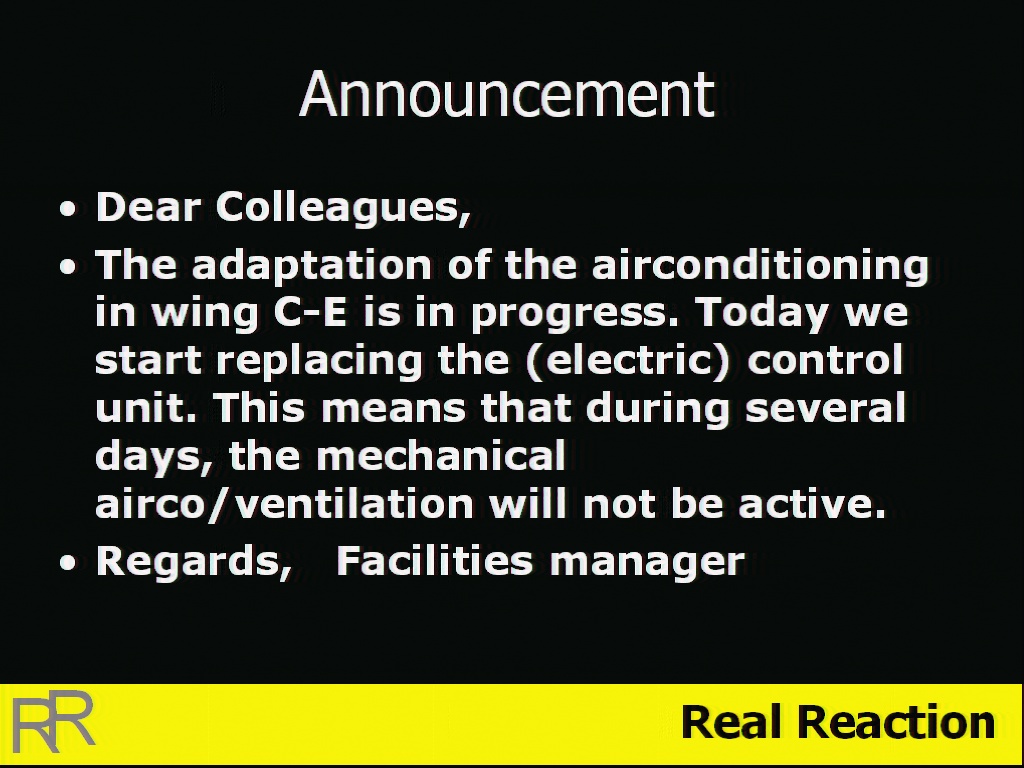 Announcement
• Dear Colleagues,
• The adaptation of the airconditioning
in wing C-E is in progress. Today we
start replacing the (electric) control
unit. This means that during several
days, the mechanical
airco/ventilation will not be active.
• Regards,   Facilities manager
RR
Real Reaction